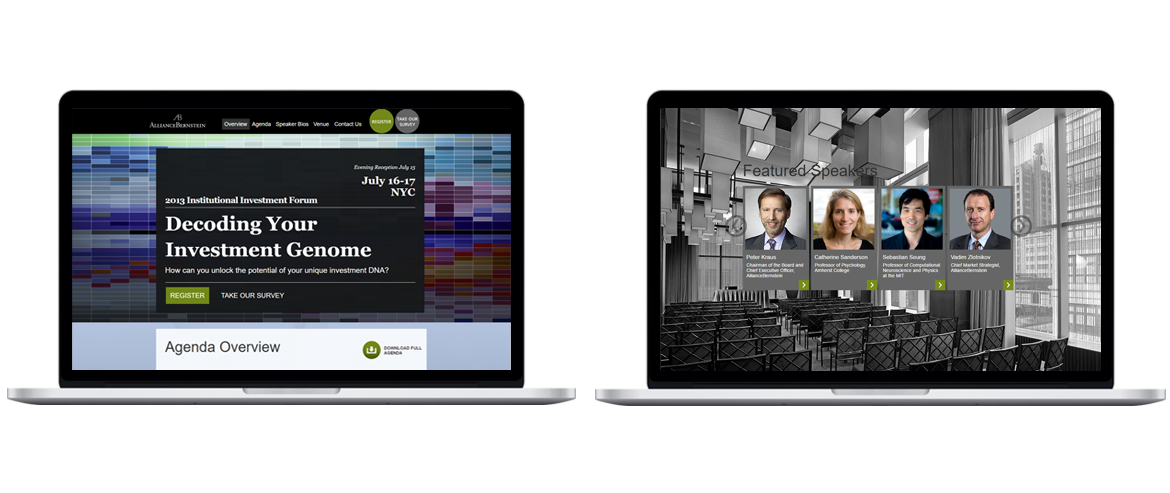 AB
ALLIANCEBERNSTEIN
Overview Agenda Speaker Bios Venue Contact Us
REGISTER
TAKE OUR
SURVEY
Evening Reception July 15
July 16-17
NYC
2013 Institutional Investment Forum
Decoding Your
Investment Genome
How can you unlock the potential of your unique investment DNA?
REGISTER TAKE OUR SURVEY
Agenda Overview
DOWNLOAD FULL
AGENDA
Featured Speakers
Peter Kraus
Chairman of the Board and
Chief Executive Officer,
AllianceBernstein
Catherine Sanderson
Professor of Psychology,
Amherst College
Sebastian Seung
Professor of Computational
Neuroscience and Physics
at the MIT
Vadim Zlotnikov
Chief Market Strategist,
AllianceBernstein